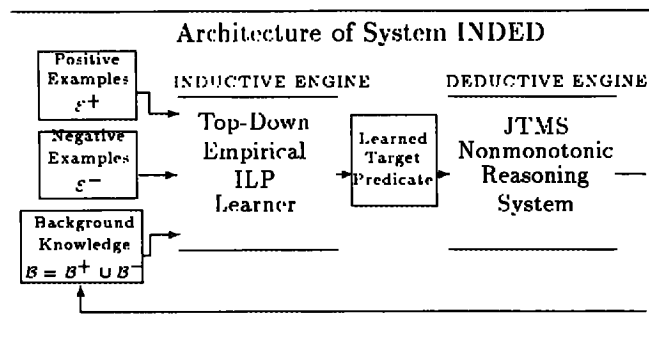 Architecture of System INDED
Positive
Examples
ε+
INDUCTIVE ENGINE
DEDUCTIVE ENGINE
Negative
Examples
ε−
Top-Down
Empirical
ILP
Learner
Learned
Target
Predicate
JTMS
Nonmonotonic
Reasoning
System
Background
Knowledge
B = B+ ∪ B−